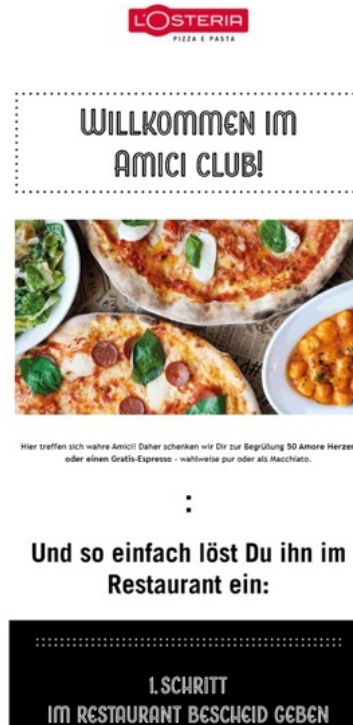 L'OSTERIA
PIZZA E PASTA
WILLKOMMEN IM
AMICI CLUB!
Hier treffen sich wahre Amici! Daher schenken wir Dir zur Begrüßung 50 Amore Herzen
oder einen Gratis-Espresso - wahlweise pur oder als Macchiato.
:
Und so einfach löst Du ihn im
Restaurant ein:
1. SCHRITT
IM RESTAURANT BESCHEID GEBEN